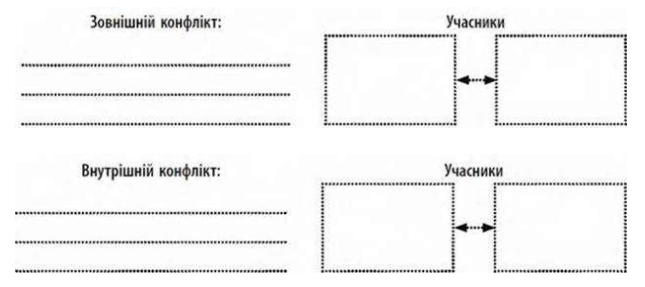 Зовнішній конфлікт:
Учасники
Внутрішній конфлікт:
Учасники